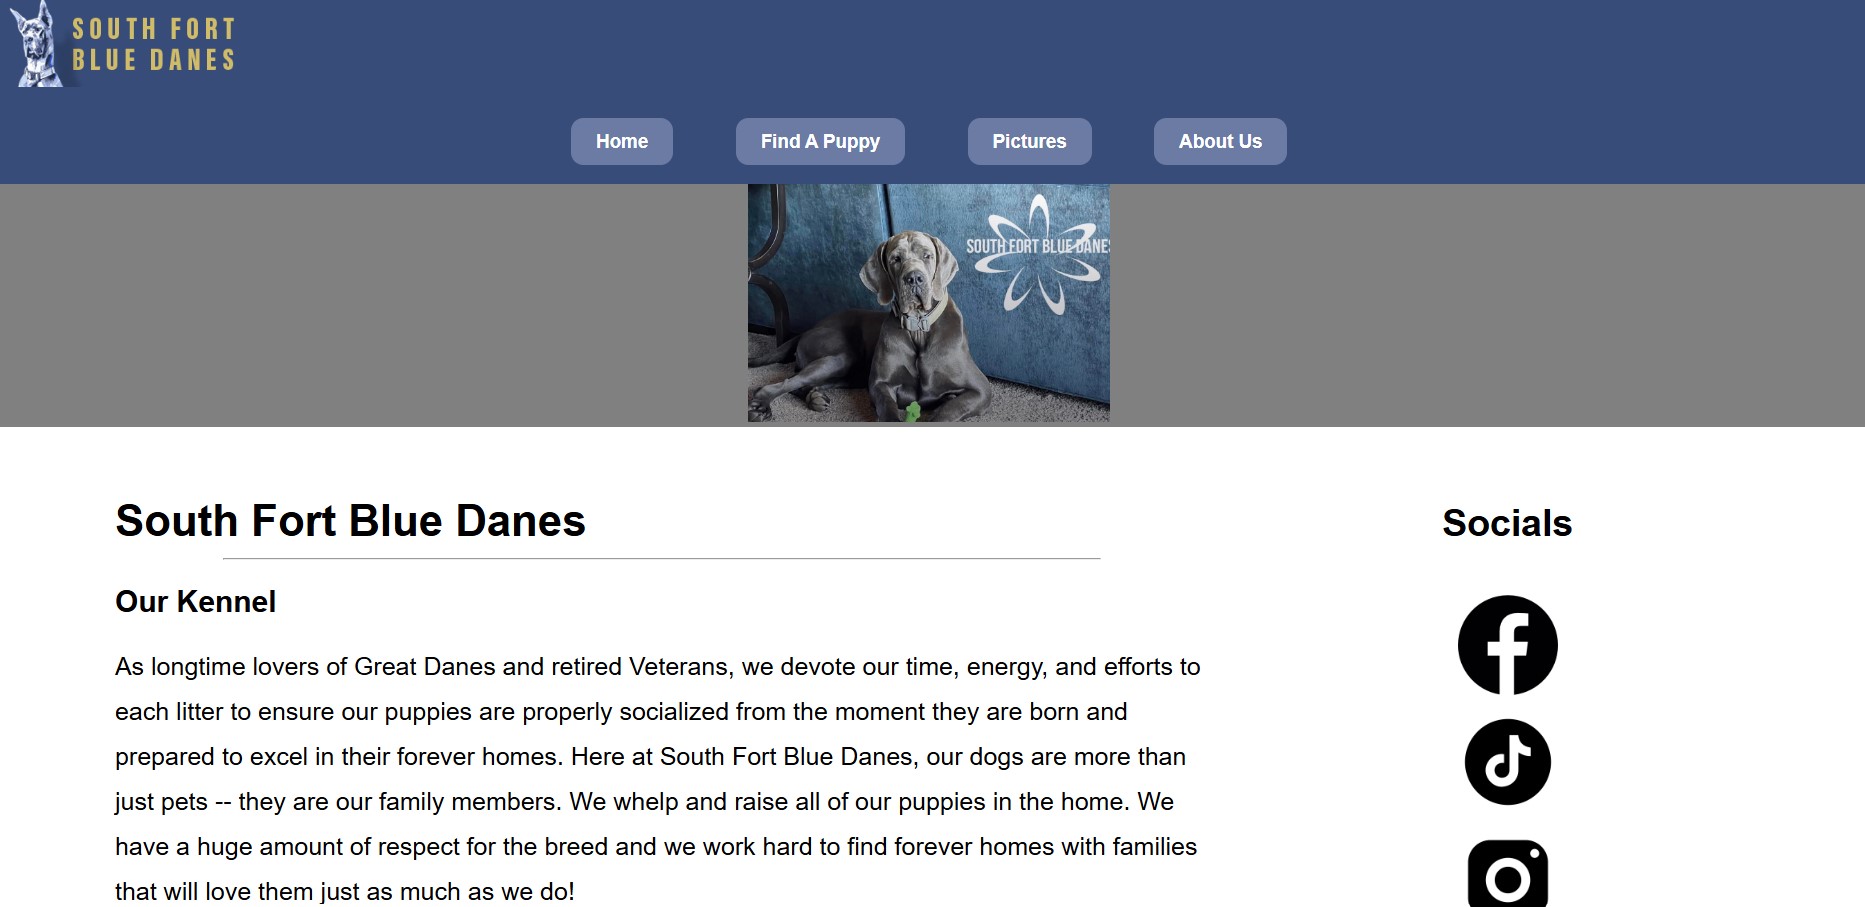 SOUTH FORT
BLUE DANES
Home
Find A Puppy
Pictures
About Us
SOUTH FORT BLUE DANES
South Fort Blue Danes
Socials
Our Kennel
As longtime lovers of Great Danes and retired Veterans, we devote our time, energy, and efforts to
each litter to ensure our puppies are properly socialized from the moment they are born and
prepared to excel in their forever homes. Here at South Fort Blue Danes, our dogs are more than
just pets -- they are our family members. We whelp and raise all of our puppies in the home. We
have a huge amount of respect for the breed and we work hard to find forever homes with families
that will love them just as much as we do!